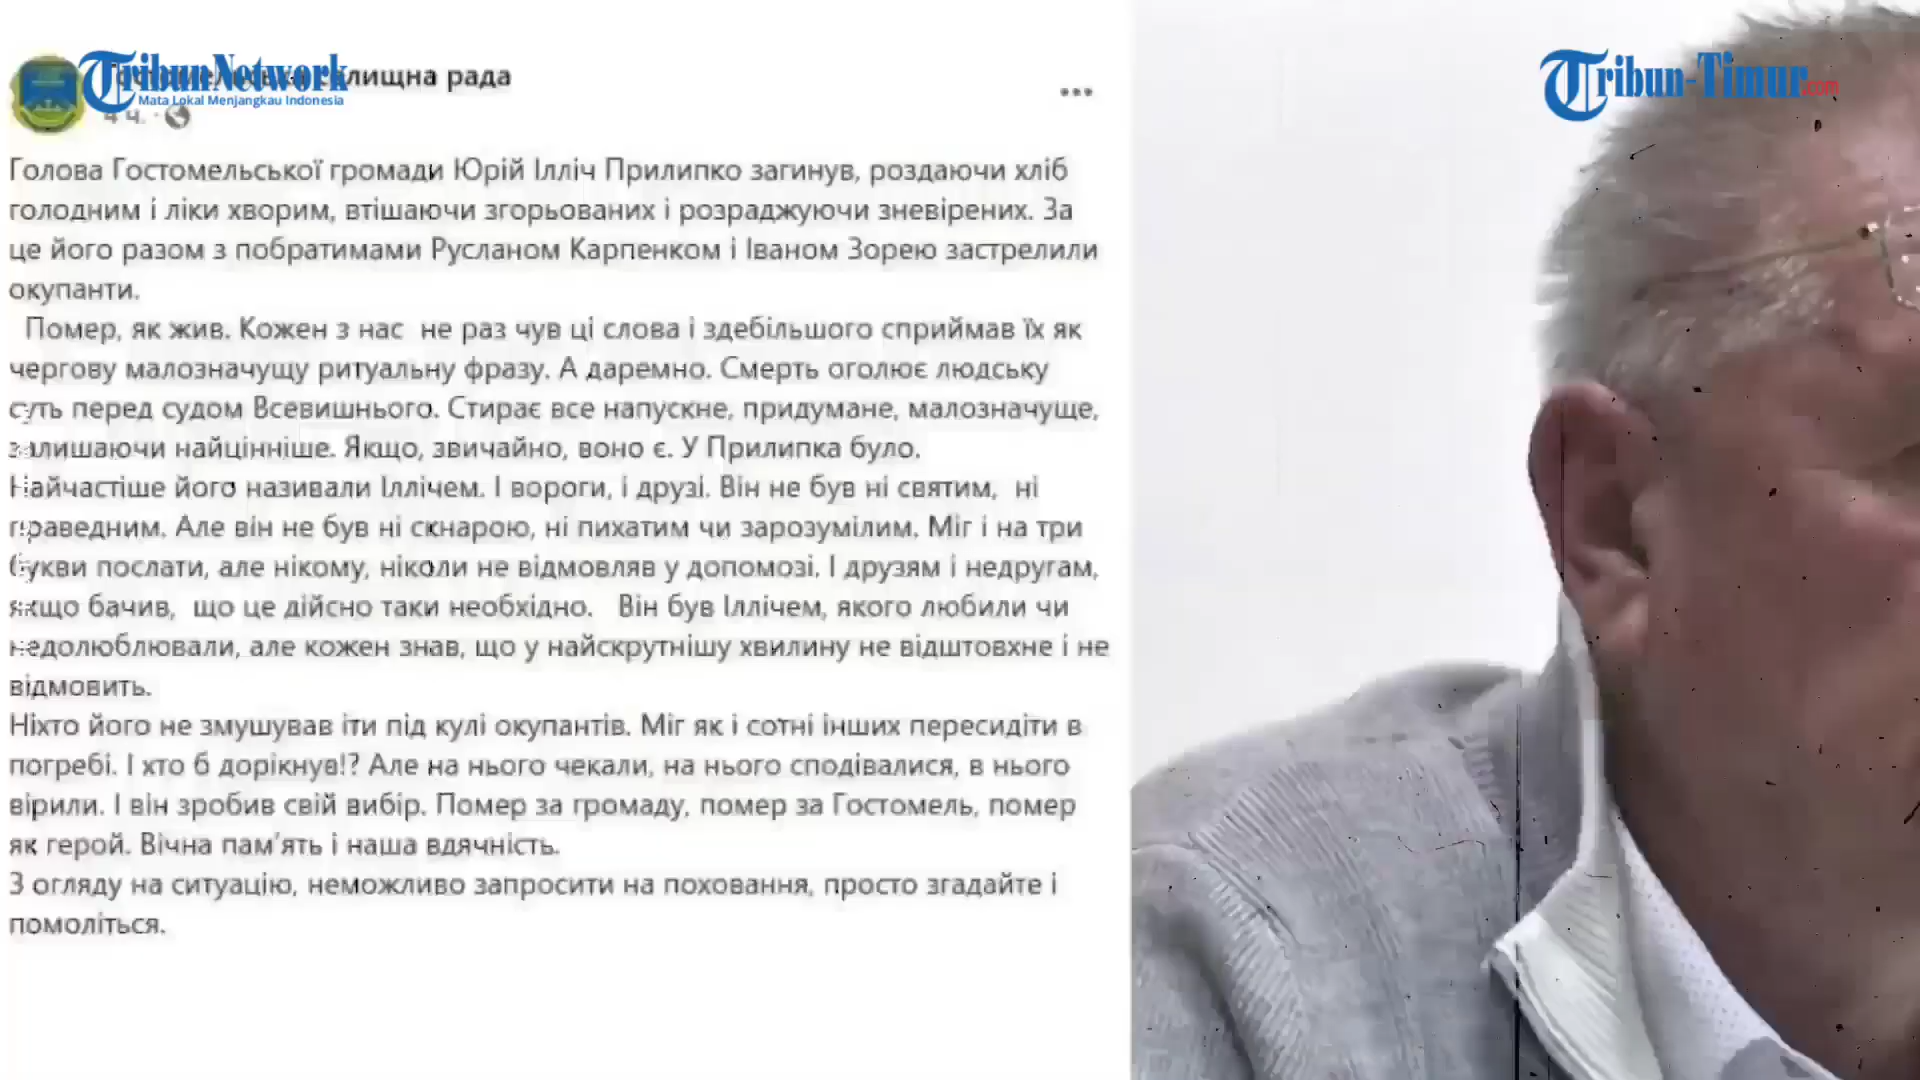 Tribun Network
Mata Lokal Menjangkau Indonesia
рада
4 ч.
Tribun-Timur.com
Голова Гостомельської громади Юрій Ілліч Прилипко загинув, роздаючи хліб
голодним і ліки хворим, втішаючи згорьованих і розраджуючи зневірених. За
це його разом з побратимами Русланом Карпенком і Іваном Зорею застрелили
окупанти.
Помер, як жив. Кожен з нас не раз чув ці слова і здебільшого сприймав їх як
чергову малозначущу ритуальну фразу. А даремно. Смерть оголює людську
суть перед судом Всевишнього. Стирає все напускне, придумане, малозначуще,
залишаючи найцінніше. Якщо, звичайно, воно є. У Прилипка було.
Найчастіше його називали Іллічем. І вороги, і друзі. Він не був ні святим, ні
праведним. Але він не був ні скнарою, ні пихатим чи зарозумілим. Міг і на три
букви послати, але нікому, ніколи не відмовляв у допомозі. І друзям і недругам,
якщо бачив, що це дійсно таки необхідно. Він був Іллічем, якого любили чи
недолюблювали, але кожен знав, що у найскрутнішу хвилину не відштовхне і не
відмовить.
Ніхто його не змушував іти під кулі окупантів. Міг як і сотні інших пересидіти в
погребі. І хто б дорікнув!? Але на нього чекали, на нього сподівалися, в нього
вірили. І він зробив свій вибір. Помер за громаду, помер за Гостомель, помер
як герой. Вічна пам'ять і наша вдячність.
З огляду на ситуацію, неможливо запросити на поховання, просто згадайте і
помоліться.